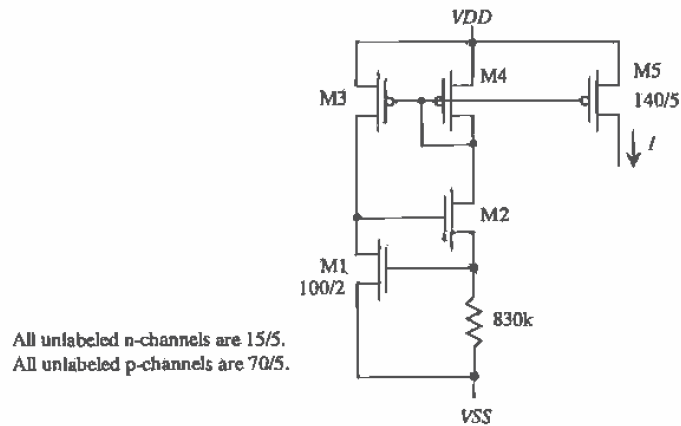 VDD
M3
M4
M5
140/5
I
M2
M1
100/2
830k
All unlabeled n-channels are 15/5.
All unlabeled p-channels are 70/5.
VSS